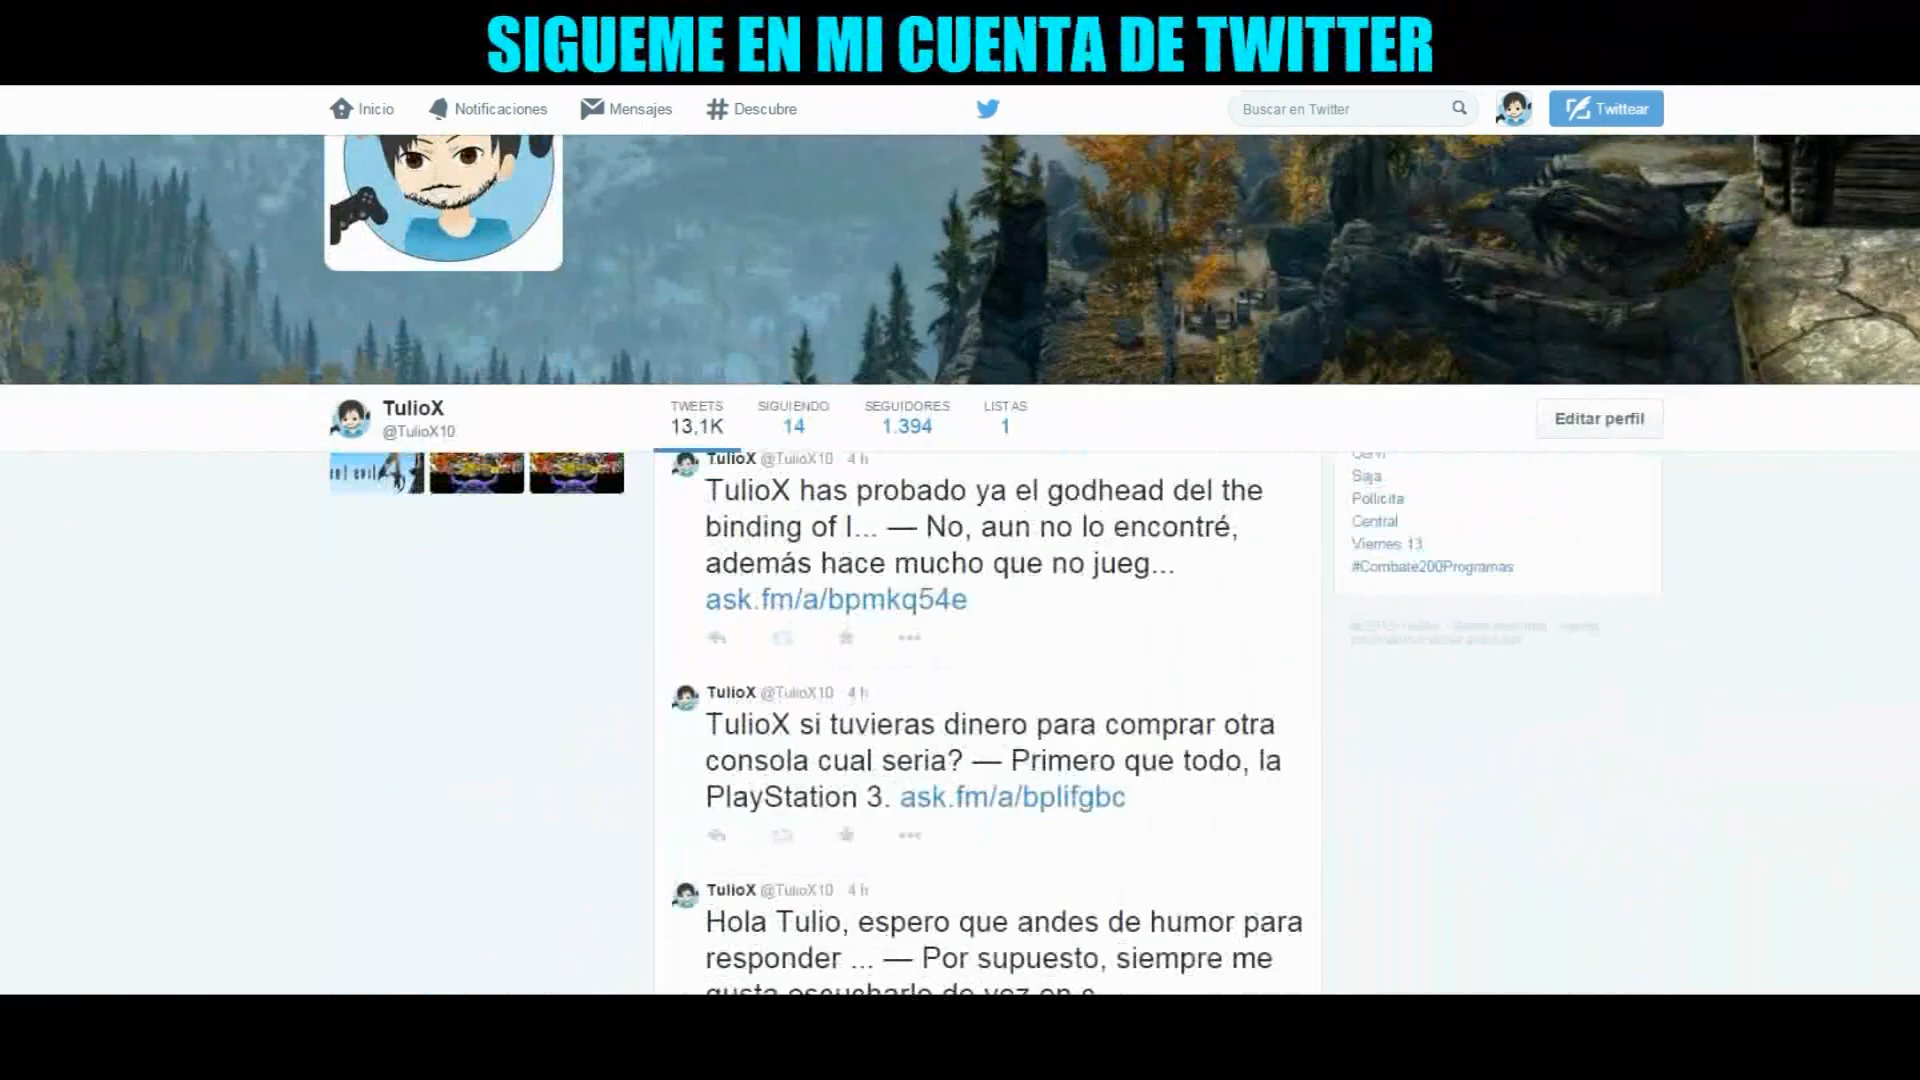 SIGUEME EN MI CUENTA DE TWITTER
Inicio
Notificaciones
Mensajes
Descubre
Buscar en Twitter
Twittear
TulioX
@TulioX10
TWEETS
13,1K
SIGUIENDO
14
SEGUIDORES
1.394
LISTAS
1
Editar perfil
TulioX @TulioX10 4 h
TulioX has probado ya el godhead del the
binding of I... — No, aun no lo encontré,
además hace mucho que no jueg...
ask.fm/a/bpmkq54e
TulioX @TulioX10 4 h
TulioX si tuvieras dinero para comprar otra
consola cual seria? — Primero que todo, la
PlayStation 3. ask.fm/a/bplifgbc
TulioX @TulioX10 4 h
Hola Tulio, espero que andes de humor para
responder ... — Por supuesto, siempre me
gusta escucharlo de vez en c...
Saja
Pollicita
Central
Viernes 13
#Combate200Programas